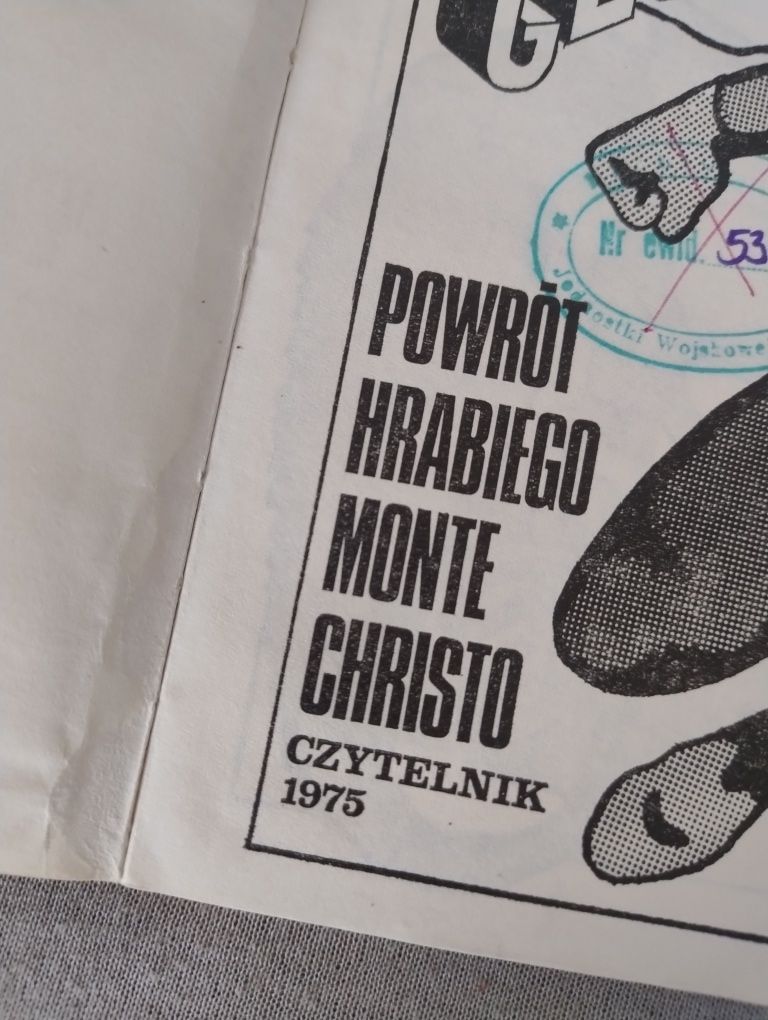 Nr ewid. 53
Jednostki Wojskowe
POWRÓT
HRABIEGO
MONTE
CHRISTO
CZYTELNIK
1975